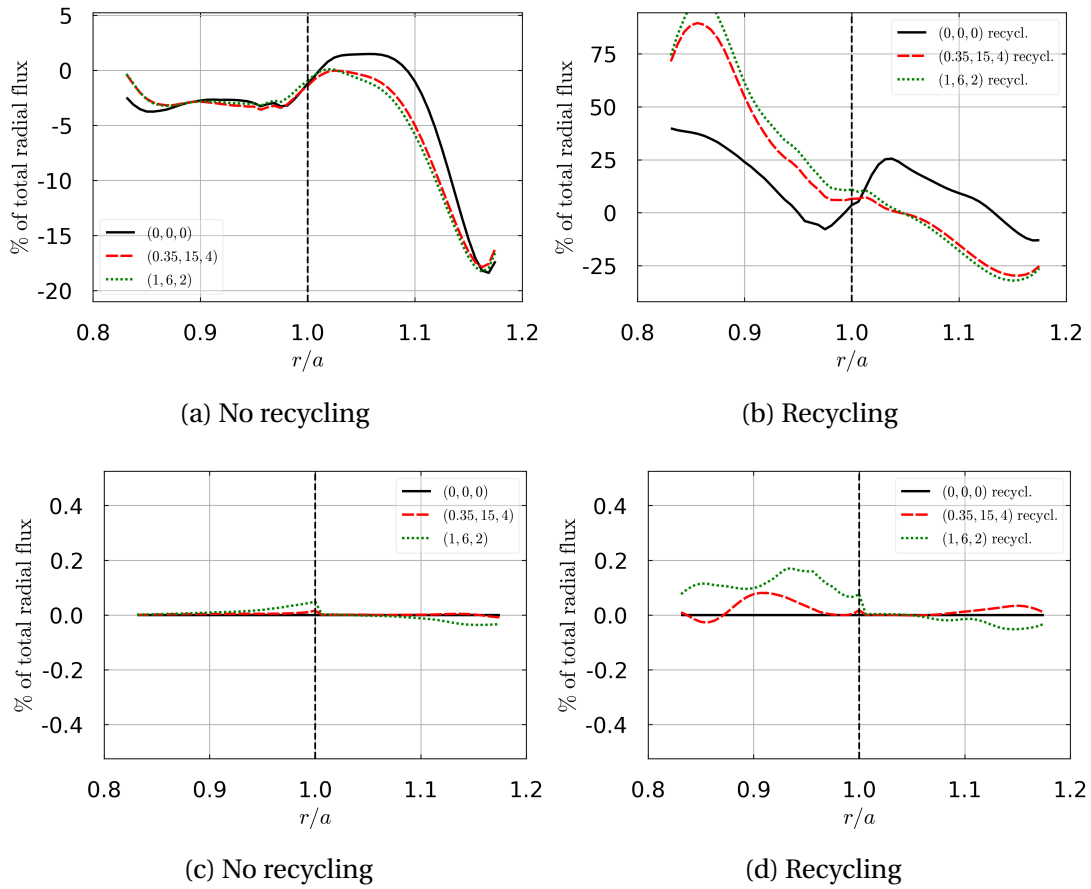 5
0
-5
-10
-15
-20
% of total radial flux
(0, 0, 0)
(0.35, 15, 4)
(1, 6, 2)
0.8 0.9 1.0 1.1 1.2
r/a
(a) No recycling
75
50
25
0
-25
% of total radial flux
(0, 0, 0) recycl.
(0.35, 15, 4) recycl.
(1, 6, 2) recycl.
0.8 0.9 1.0 1.1 1.2
r/a
(b) Recycling
0.4
0.2
0.0
-0.2
-0.4
% of total radial flux
(0, 0, 0)
(0.35, 15, 4)
(1, 6, 2)
0.8 0.9 1.0 1.1 1.2
r/a
(c) No recycling
0.4
0.2
0.0
-0.2
-0.4
% of total radial flux
(0, 0, 0) recycl.
(0.35, 15, 4) recycl.
(1, 6, 2) recycl.
0.8 0.9 1.0 1.1 1.2
r/a
(d) Recycling